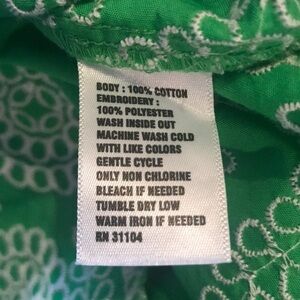 BODY : 100% COTTON
EMBROIDERY :
100% POLYESTER
WASH INSIDE OUT
MACHINE WASH COLD
WITH LIKE COLORS
GENTLE CYCLE
ONLY NON CHLORINE
BLEACH IF NEEDED
TUMBLE DRY LOW
WARM IRON IF NEEDED
RN 31104